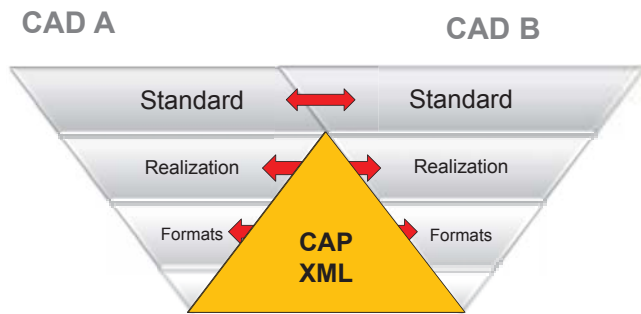 CAD A
CAD B
Standard
Standard
Realization
Realization
Formats
Formats
CAP
XML